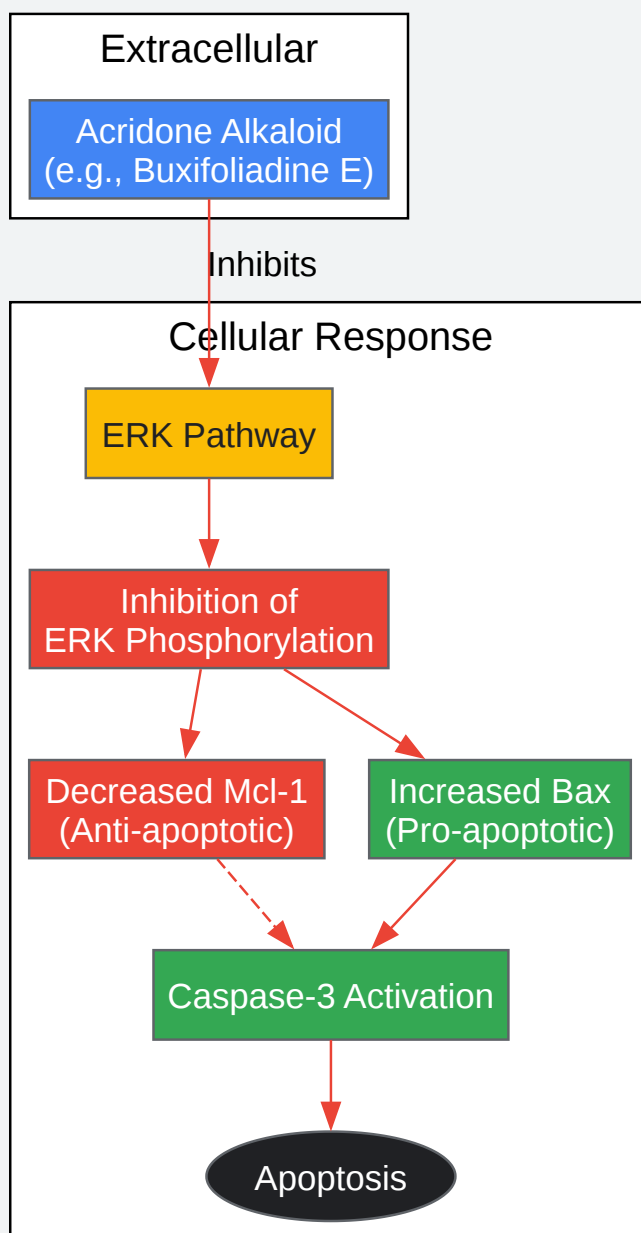 Extracellular
Acridone Alkaloid
(e.g., Buxifoliadine E)
Inhibits
Cellular Response
ERK Pathway
Inhibition of
ERK Phosphorylation
Decreased Mcl-1
(Anti-apoptotic)
Increased Bax
(Pro-apoptotic)
Caspase-3 Activation
Apoptosis